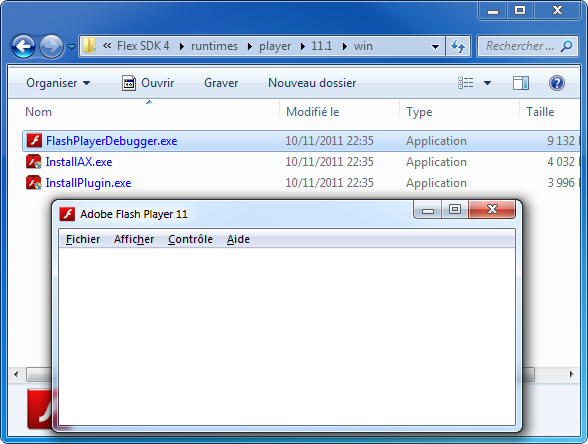 « Flex SDK 4 runtimes player 11.1 win Rechercher ...
Organiser Ouvrir Graver Nouveau dossier
Nom Modifié le Type Taille
FlashPlayerDebugger.exe 10/11/2011 22:35 Application 9 132
InstallAX.exe 10/11/2011 22:35 Application 4 032
InstallPlugin.exe 10/11/2011 22:35 Application 3 996
Adobe Flash Player 11
Fichier Afficher Contrôle Aide